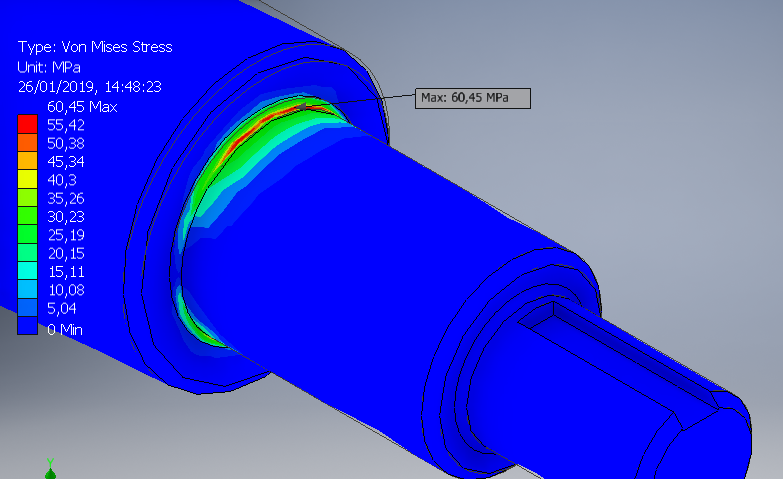 Type: Von Mises Stress
Unit: MPa
26/01/2019, 14:48:23
60,45 Max
55,42
50,38
45,34
40,3
35,26
30,23
25,19
20,15
15,11
10,08
5,04
0 Min
Max: 60,45 MPa
Y